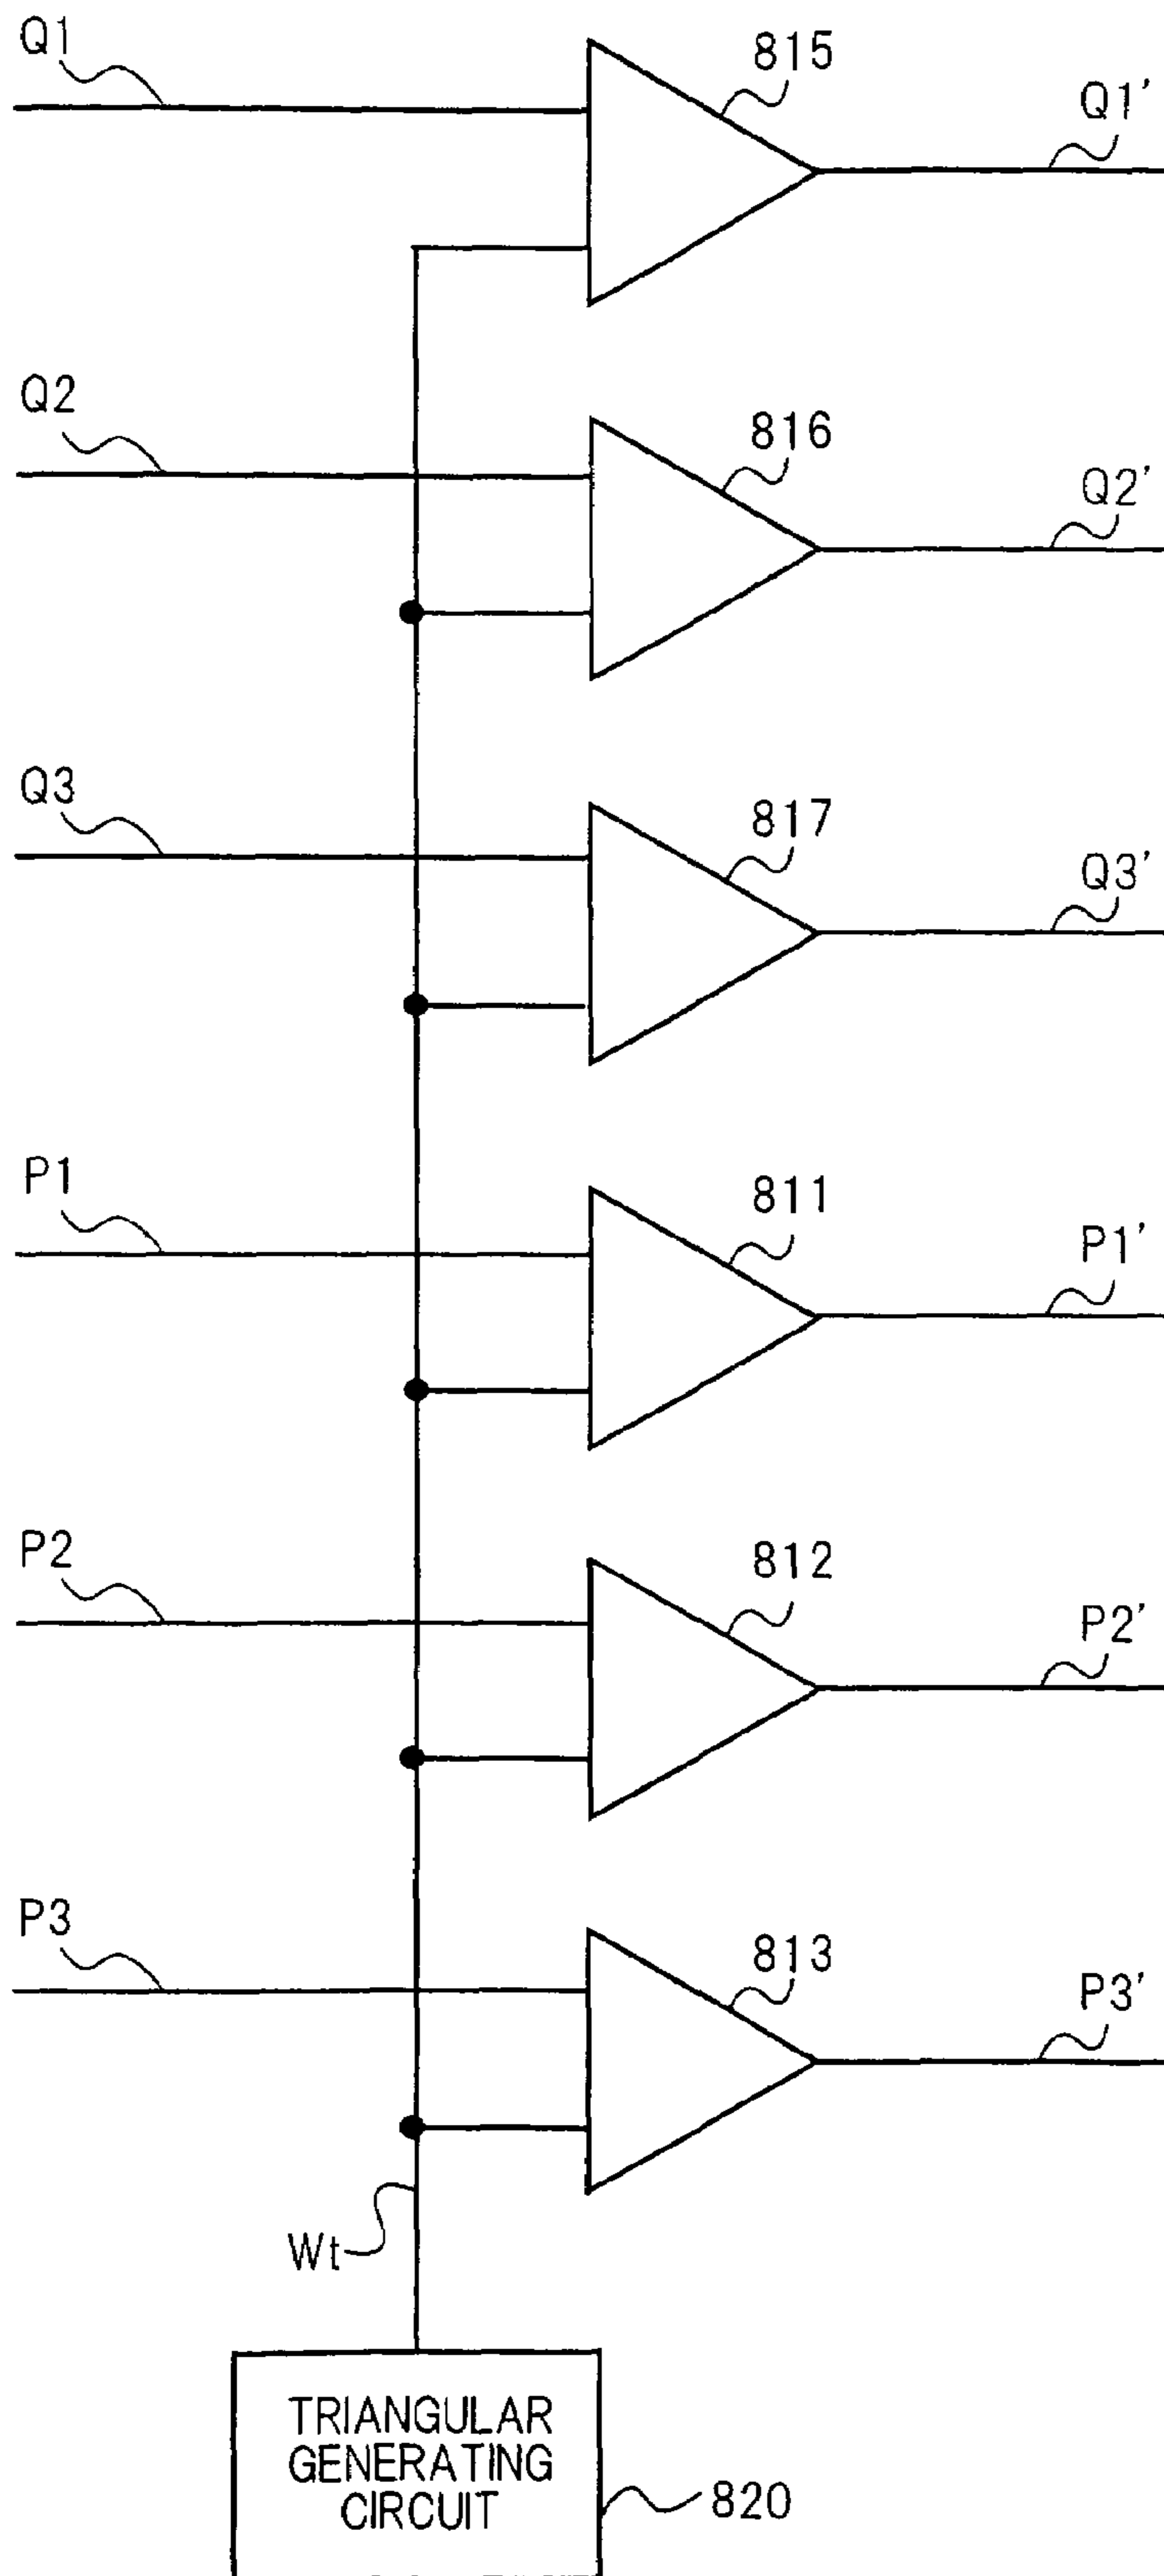 Q1
815
Q1'
Q2
816
Q2'
Q3
817
Q3'
P1
811
P1'
P2
812
P2'
P3
813
P3'
Wt
TRIANGULAR
GENERATING
CIRCUIT
820